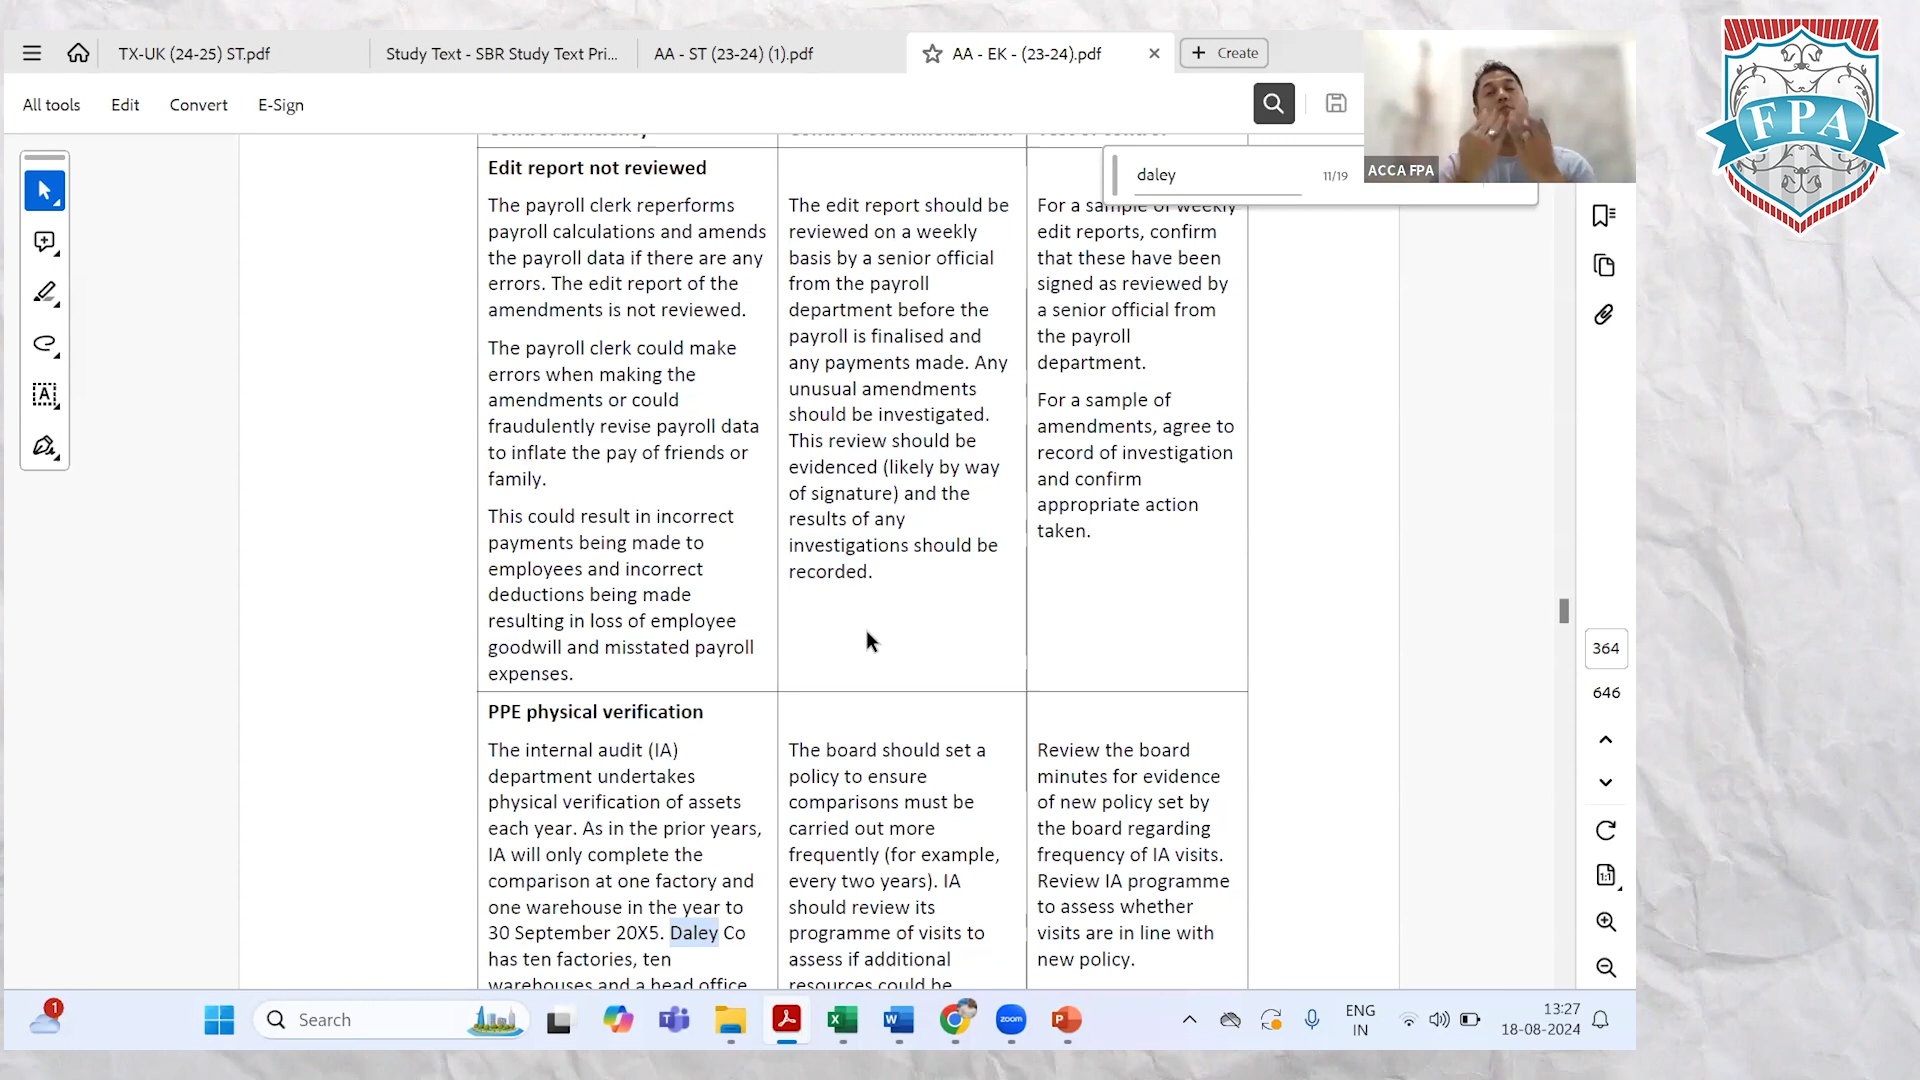 TX-UK (24-25) ST.pdf
Study Text - SBR Study Text Pri...
AA - ST (23-24) (1).pdf
AA - EK - (23-24).pdf
Create
All tools
Edit
Convert
E-Sign
daley
11/19
ACCA FPA
FPA
Edit report not reviewed
The payroll clerk reperforms
payroll calculations and amends
the payroll data if there are any
errors. The edit report of the
amendments is not reviewed.
The payroll clerk could make
errors when making the
amendments or could
fraudulently revise payroll data
to inflate the pay of friends or
family.
This could result in incorrect
payments being made to
employees and incorrect
deductions being made
resulting in loss of employee
goodwill and misstated payroll
expenses.
The edit report should be
reviewed on a weekly
basis by a senior official
from the payroll
department before the
payroll is finalised and
any payments made. Any
unusual amendments
should be investigated.
This review should be
evidenced (likely by way
of signature) and the
results of any
investigations should be
recorded.
For a sample of weekly
edit reports, confirm
that these have been
signed as reviewed by
a senior official from
the payroll
department.
For a sample of
amendments, agree to
record of investigation
and confirm
appropriate action
taken.
PPE physical verification
The internal audit (IA)
department undertakes
physical verification of assets
each year. As in the prior years,
IA will only complete the
comparison at one factory and
one warehouse in the year to
30 September 20X5. Daley Co
has ten factories, ten
warehouses and a head office
The board should set a
policy to ensure
comparisons must be
carried out more
frequently (for example,
every two years). IA
should review its
programme of visits to
assess if additional
resources could be
Review the board
minutes for evidence
of new policy set by
the board regarding
frequency of IA visits.
Review IA programme
to assess whether
visits are in line with
new policy.
364
646
1:1
1
Search
zoom
ENG
IN
13:27
18-08-2024